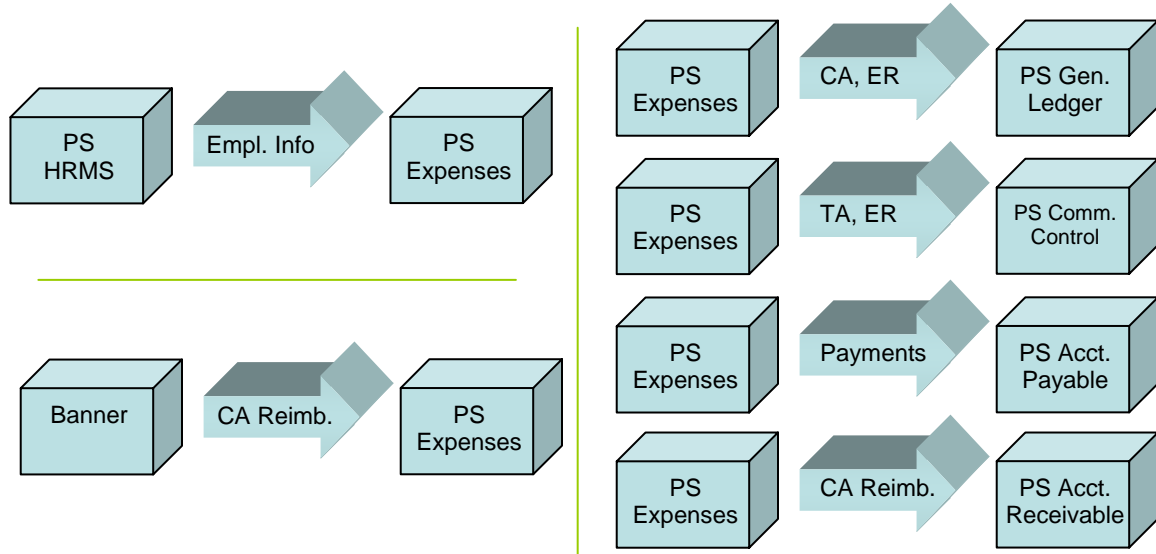 PS
HRMS
Empl. Info
PS
Expenses
Banner
CA Reimb.
PS
Expenses
PS
Expenses
CA, ER
PS Gen.
Ledger
PS
Expenses
TA, ER
PS Comm.
Control
PS
Expenses
Payments
PS Acct.
Payable
PS
Expenses
CA Reimb.
PS Acct.
Receivable